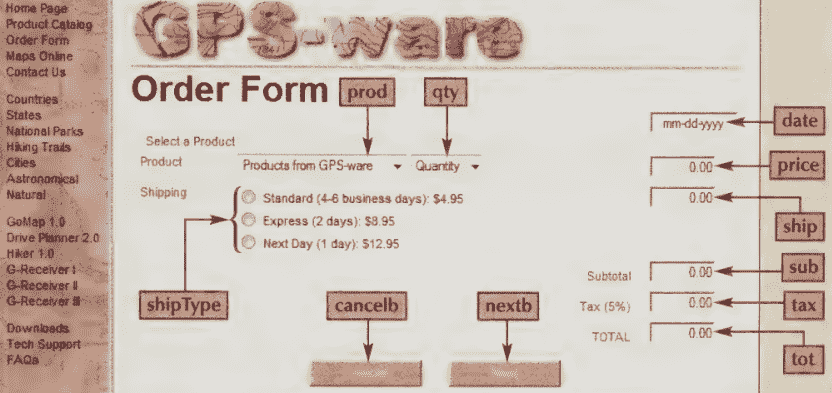 Home Page
Product Catalog
Order Form
Maps Online
Contact Us
Countries
States
National Parks
Hiking Trails
Cities
Astronomical
Natural
GoMap 1.0
Drive Planner 2.0
Hiker 1.0
G-Receiver I
G-Receiver II
G-Receiver III
Downloads
Tech Support
FAQs
GPS-ware
Order Form
prod
qty
mm-dd-yyyy
date
Select a Product
Product
Products from GPS-ware
Quantity
0.00
price
Shipping
Standard (4-6 business days): $4.95
0.00
ship
Express (2 days): $8.95
Next Day (1 day): $12.95
shipType
Subtotal
0.00
sub
Tax (5%)
0.00
tax
TOTAL
0.00
tot
cancelb
nextb